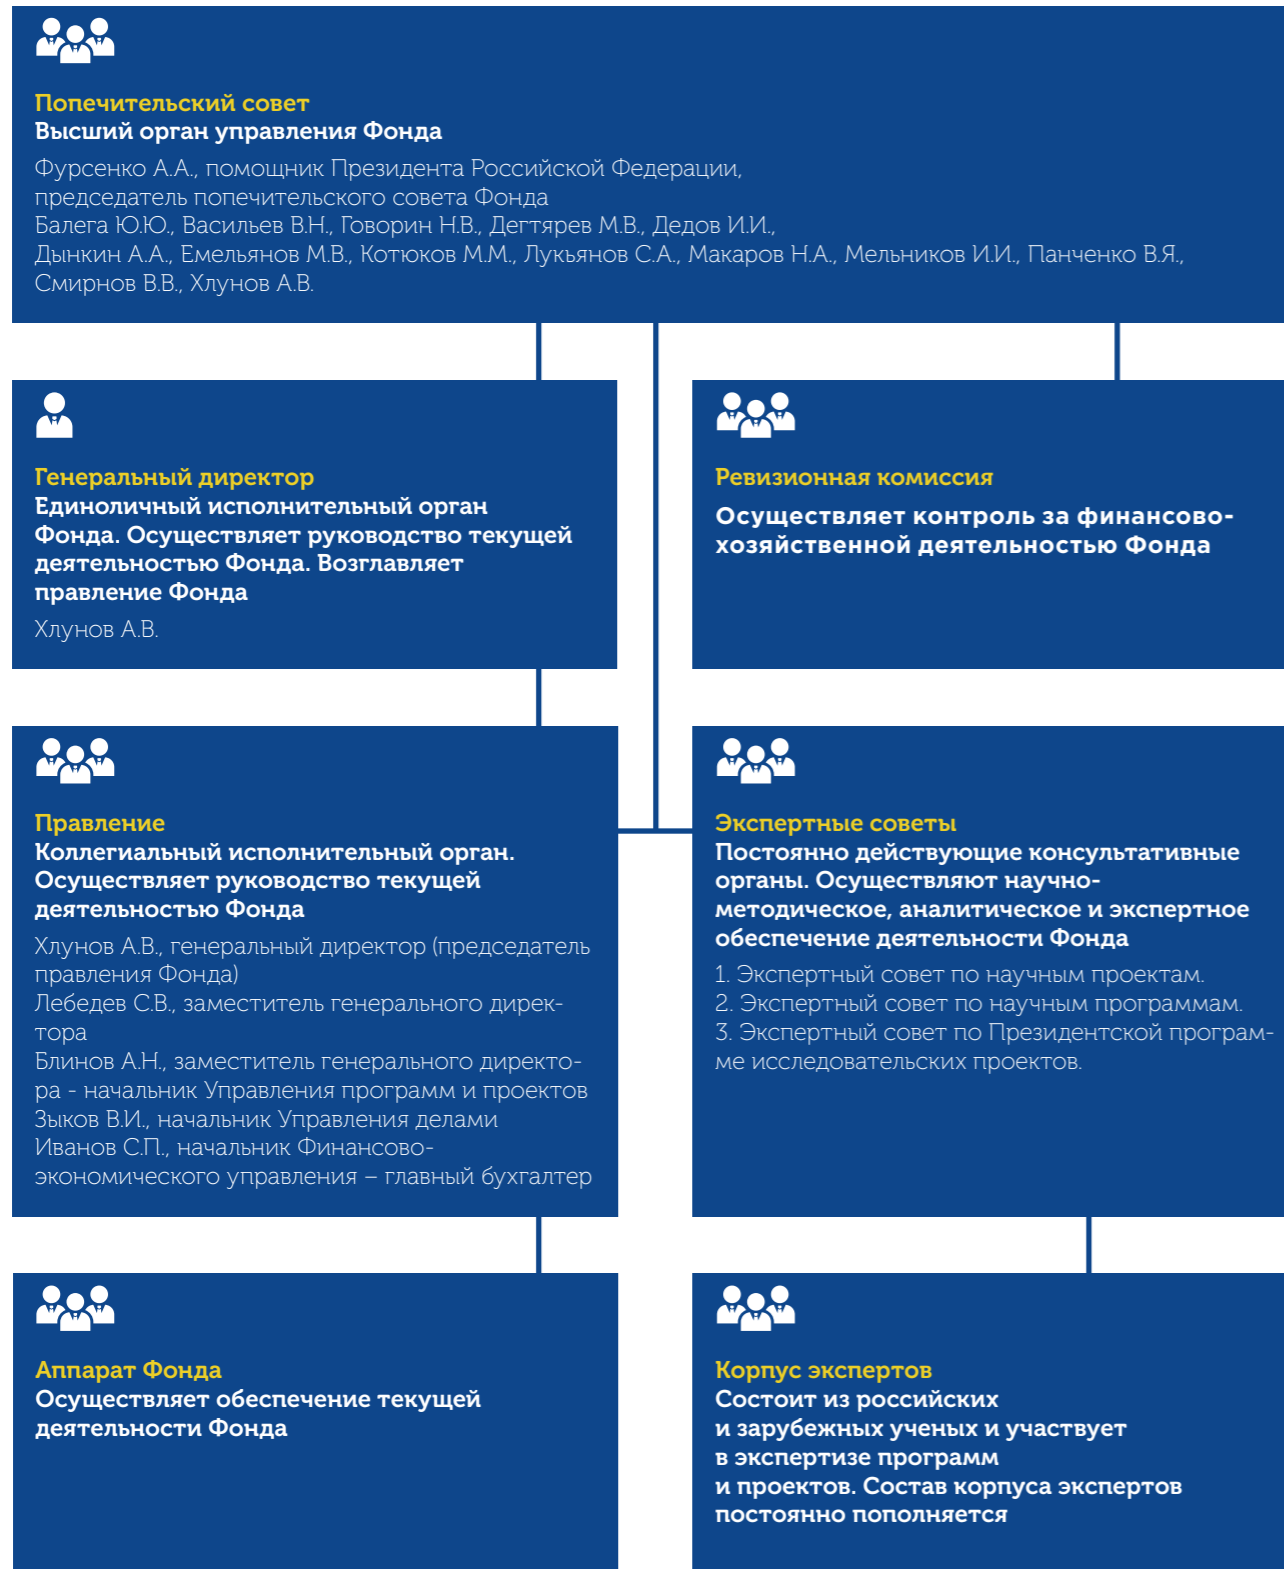 Попечительский совет
Высший орган управления Фонда
Фурсенко А.А., помощник Президента Российской Федерации,
председатель попечительского совета Фонда
Балега Ю.Ю., Васильев В.Н., Говорин Н.В., Дегтярев М.В., Дедов И.И.,
Дынкин А.А., Емельянов М.В., Котюков М.М., Лукьянов С.А., Макаров Н.А., Мельников И.И., Панченко В.Я.,
Смирнов В.В., Хлунов А.В.
Генеральный директор
Единоличный исполнительный орган
Фонда. Осуществляет руководство текущей
деятельностью Фонда. Возглавляет
правление Фонда
Хлунов А.В.
Ревизионная комиссия
Осуществляет контроль за финансово-
хозяйственной деятельностью Фонда
Правление
Коллегиальный исполнительный орган.
Осуществляет руководство текущей
деятельностью Фонда
Хлунов А.В., генеральный директор (председатель
правления Фонда)
Лебедев С.В., заместитель генерального дирек-
тора
Блинов А.Н., заместитель генерального директо-
ра - начальник Управления программ и проектов
Зыков В.И., начальник Управления делами
Иванов С.П., начальник Финансово-
экономического управления – главный бухгалтер
Экспертные советы
Постоянно действующие консультативные
органы. Осуществляют научно-
методическое, аналитическое и экспертное
обеспечение деятельности Фонда
1. Экспертный совет по научным проектам.
2. Экспертный совет по научным программам.
3. Экспертный совет по Президентской програм-
ме исследовательских проектов.
Аппарат Фонда
Осуществляет обеспечение текущей
деятельности Фонда
Корпус экспертов
Состоит из российских
и зарубежных ученых и участвует
в экспертизе программ
и проектов. Состав корпуса экспертов
постоянно пополняется